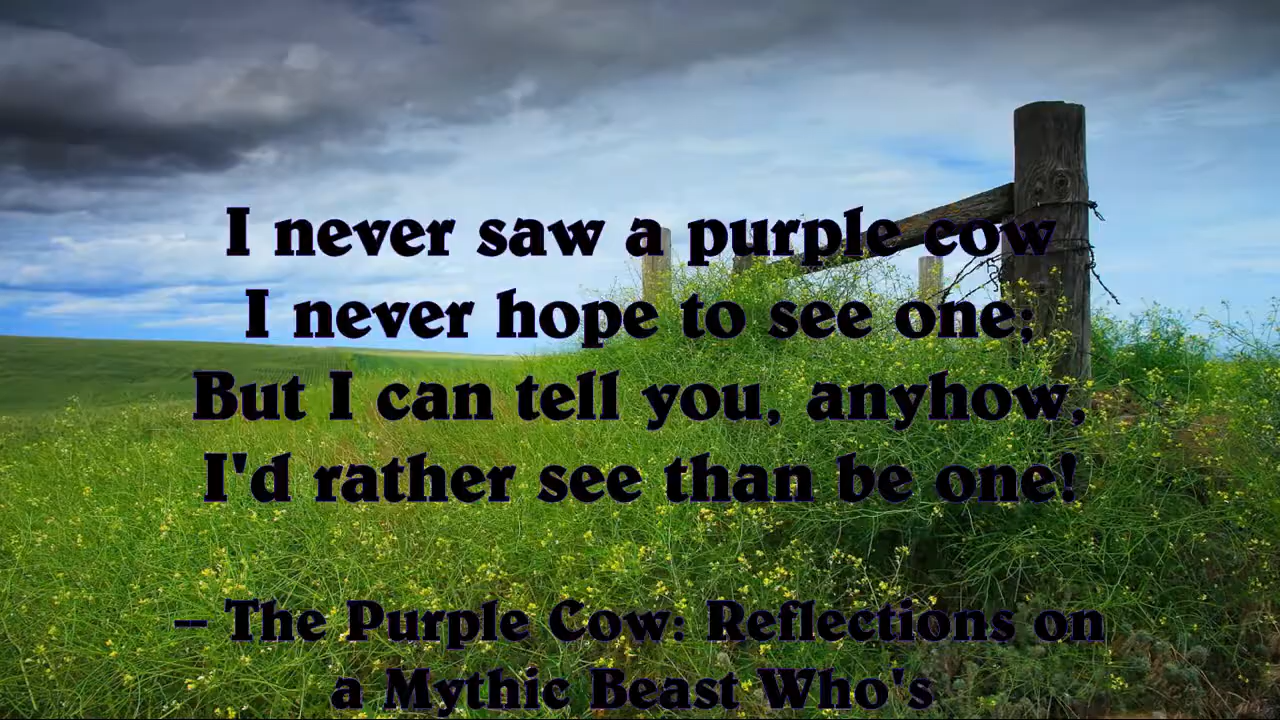 I never saw a purple cow
I never hope to see one;
But I can tell you, anyhow,
I'd rather see than be one!
– The Purple Cow: Reflections on
a Mythic Beast Who's